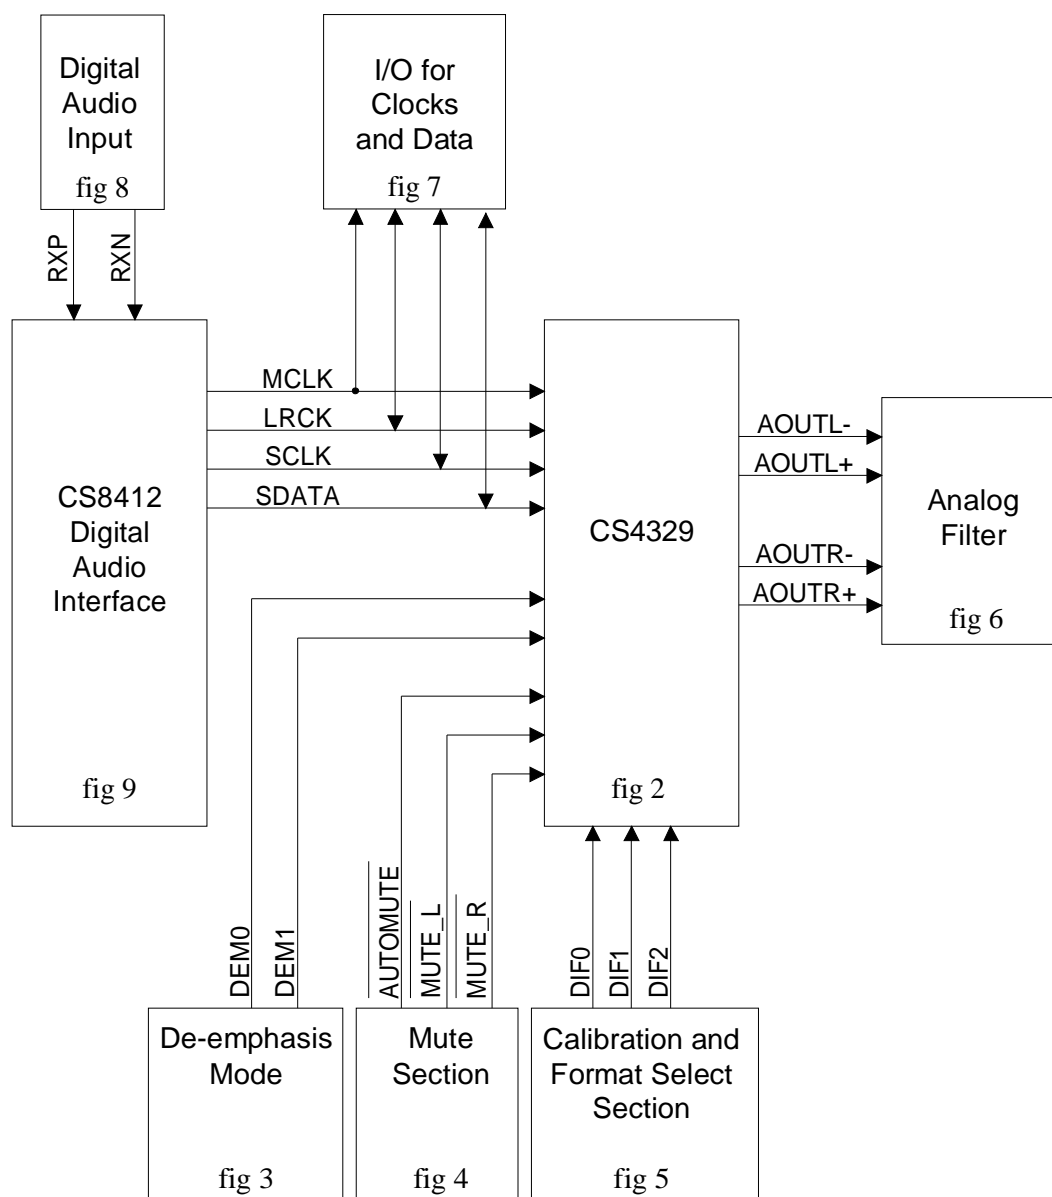 Digital
Audio
Input
fig 8
I/O for
Clocks
and Data
fig 7
RXP
RXN
CS8412
Digital
Audio
Interface
fig 9
MCLK
LRCK
SCLK
SDATA
CS4329
fig 2
AOUTL-
AOUTL+
AOUTR-
AOUTR+
Analog
Filter
fig 6
DEM0
DEM1
AUTOMUTE
MUTE_L
MUTE_R
DIF0
DIF1
DIF2
De-emphasis
Mode
fig 3
Mute
Section
fig 4
Calibration and
Format Select
Section
fig 5